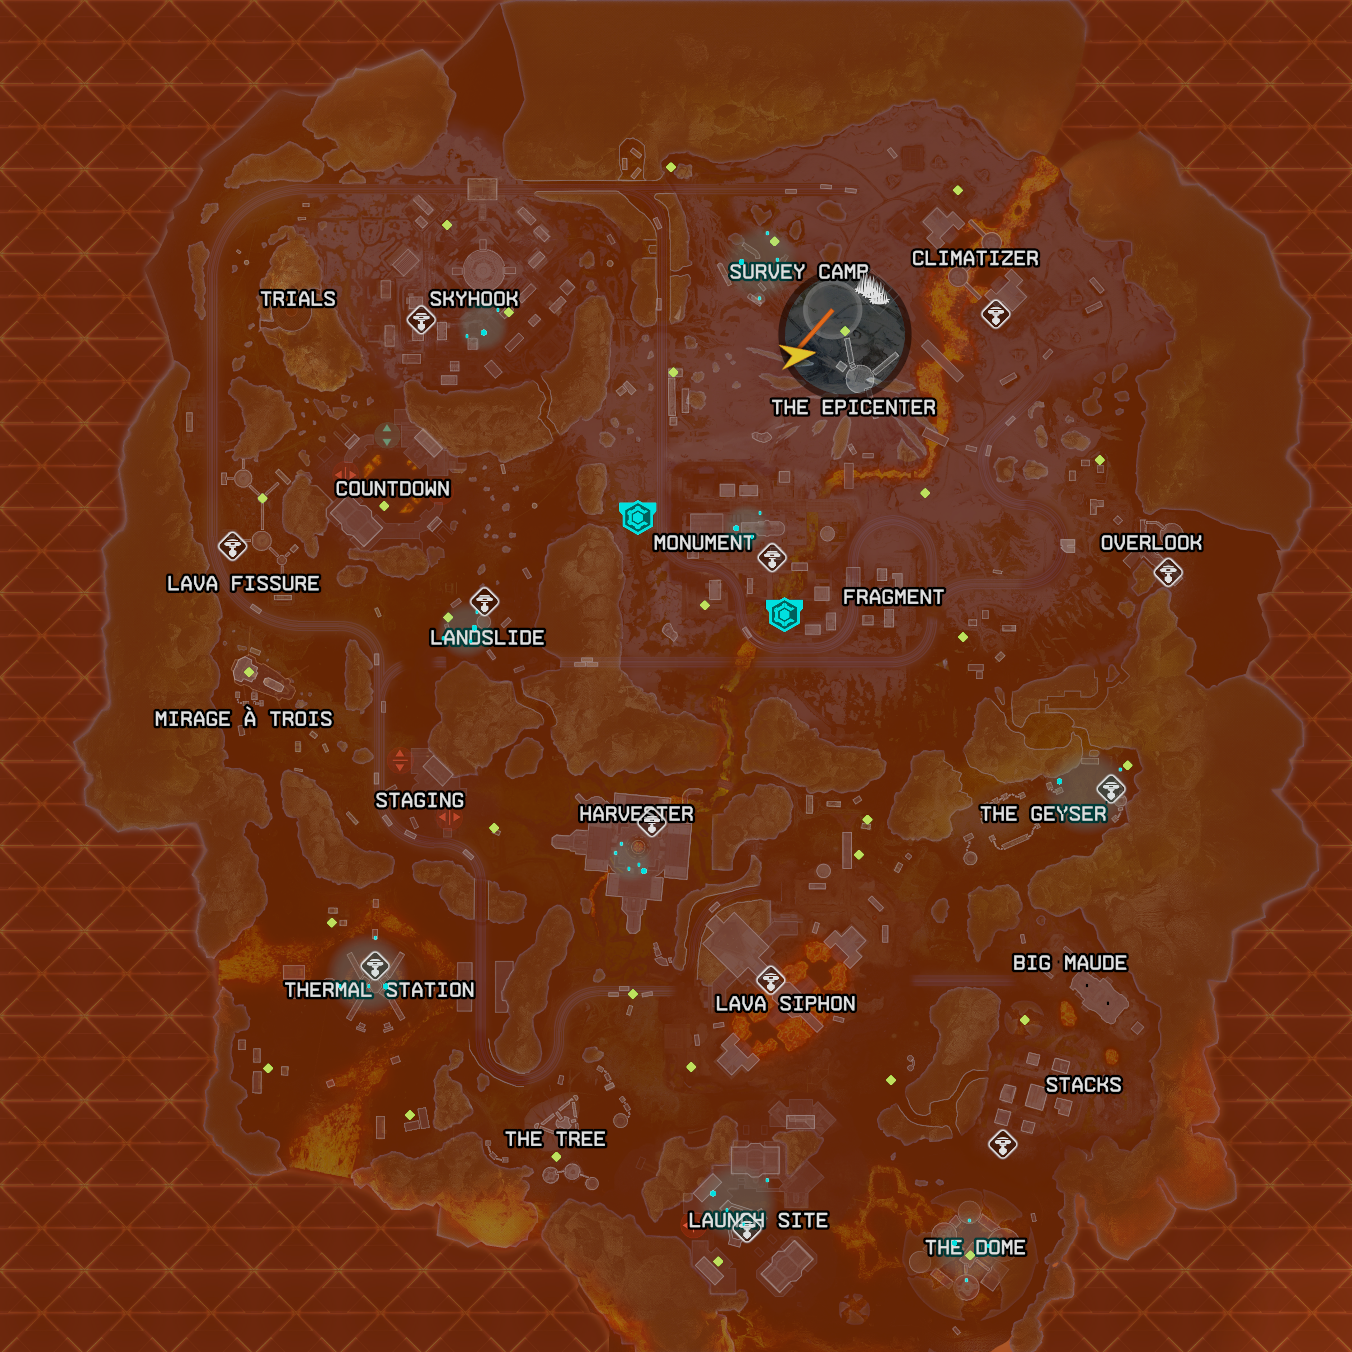 CLIMATIZER
SURVEY CAMP
TRIALS
SKYHOOK
THE EPICENTER
COUNTDOWN
MONUMENT
OVERLOOK
LAVA FISSURE
FRAGMENT
LANDSLIDE
MIRAGE À TROIS
STAGING
HARVESTER
THE GEYSER
BIG MAUDE
THERMAL STATION
LAVA SIPHON
STACKS
THE TREE
LAUNCH SITE
THE DOME